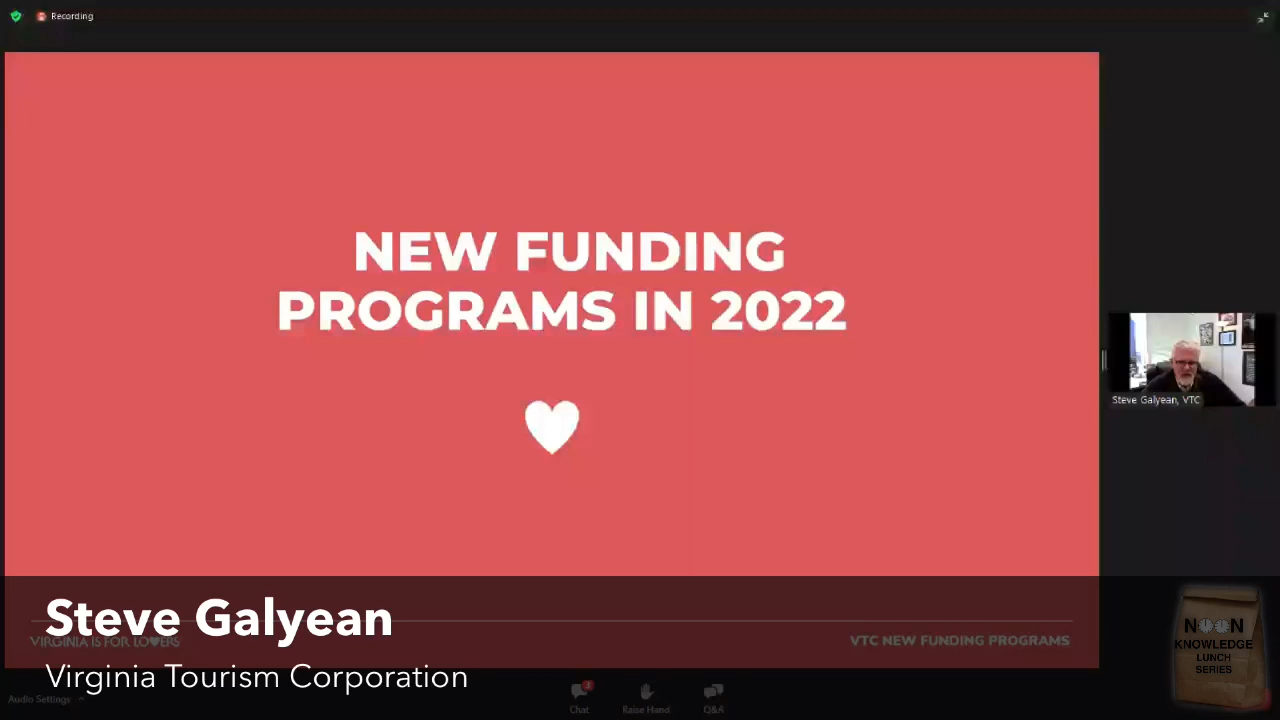 Recording
NEW FUNDING
PROGRAMS IN 2022
Steve Galyean, VTC
Steve Galyean
VIRGINIA IS FOR LOVERS
VTC NEW FUNDING PROGRAMS
Virginia Tourism Corporation
NOON
KNOWLEDGE
LUNCH
SERIES
Audio Settings
3
Chat
Raise Hand
Q&A